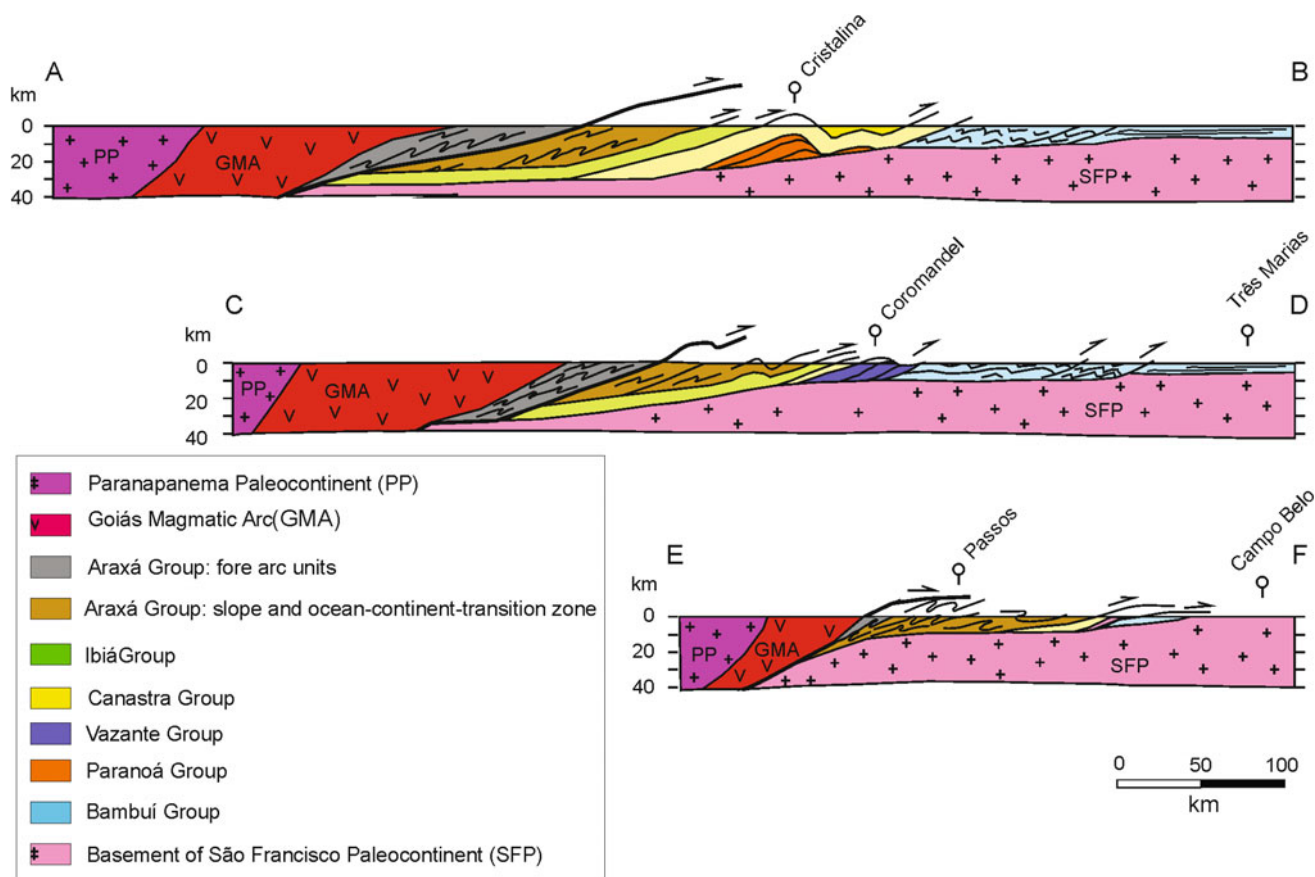 Cristalina
A
B
km
0
20
40
PP
GMA
SFP
Coromandel
Três Marias
C
D
km
0
20
40
PP
GMA
SFP
Paranapanema Paleocontinent (PP)
Goiás Magmatic Arc(GMA)
Araxá Group: fore arc units
Araxá Group: slope and ocean-continent-transition zone
IbiáGroup
Canastra Group
Vazante Group
Paranoá Group
Bambuí Group
Basement of São Francisco Paleocontinent (SFP)
Passos
Campo Belo
E
F
km
0
20
40
PP
GMA
SFP
0 100
km